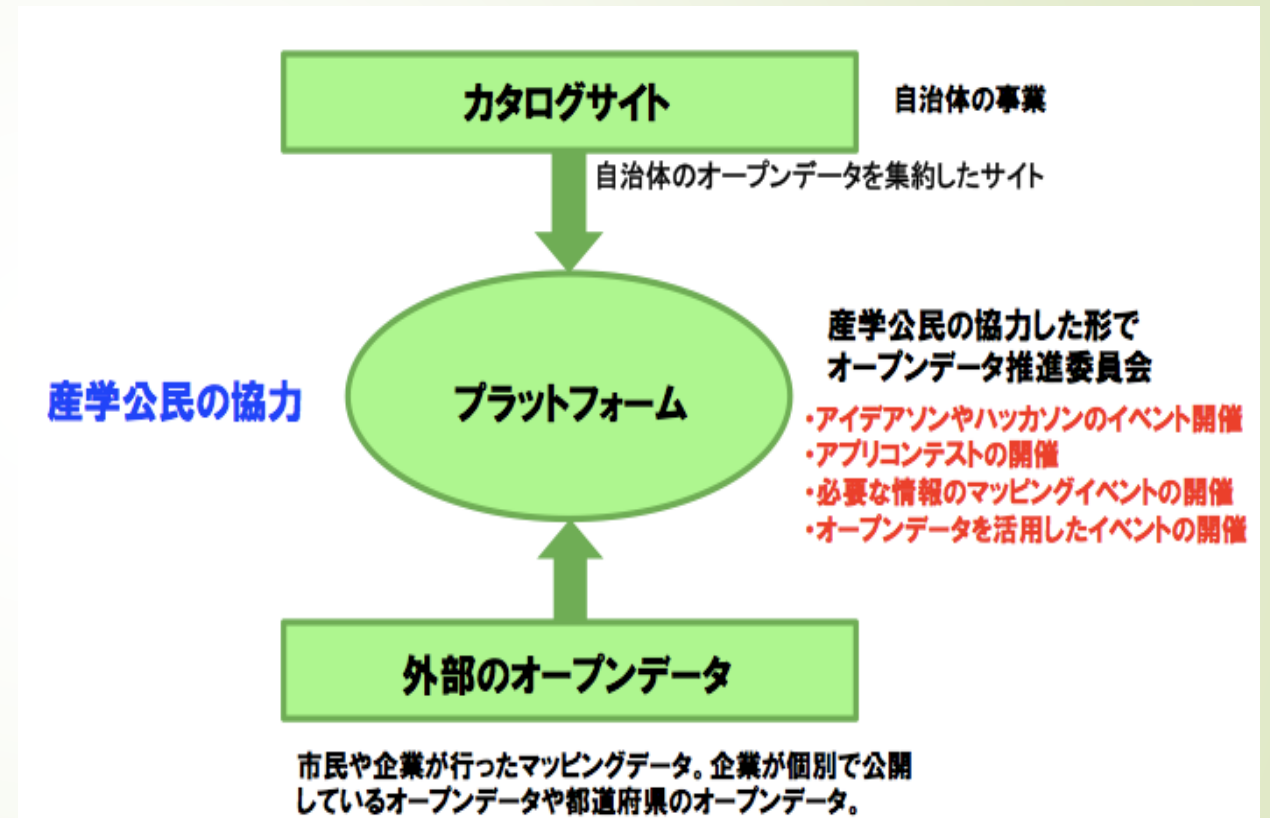 カタログサイト
自治体の事業
自治体のオープンデータを集約したサイト
産学公民の協力
プラットフォーム
産学公民の協力した形で
オープンデータ推進委員会
・アイデアソンやハッカソンのイベント開催
・アプリコンテストの開催
・必要な情報のマッピングイベントの開催
・オープンデータを活用したイベントの開催
外部のオープンデータ
市民や企業が行ったマッピングデータ。企業が個別で公開
しているオープンデータや都道府県のオープンデータ。